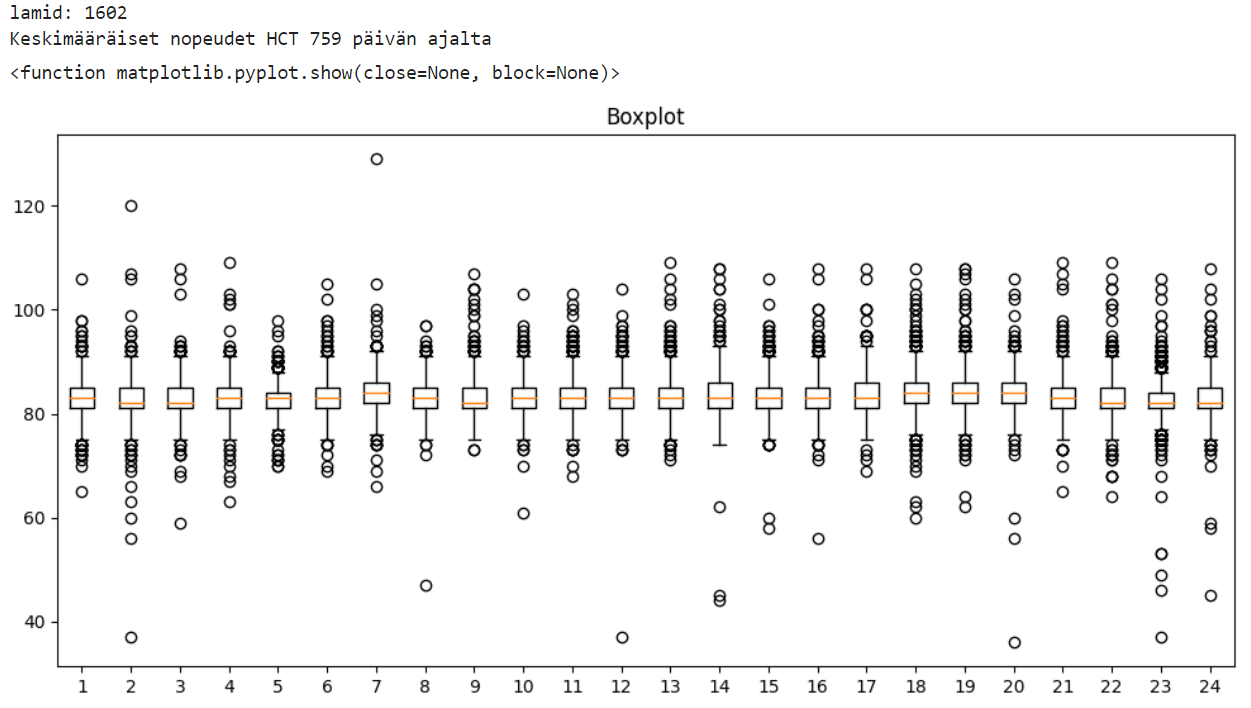 lamid: 1602
Keskimääräiset nopeudet HCT 759 päivän ajalta
<function matplotlib.pyplot.show(close=None, block=None)>
Boxplot
120
100
80
60
40
1 2 3 4 5 6 7 8 9 10 11 12 13 14 15 16 17 18 19 20 21 22 23 24